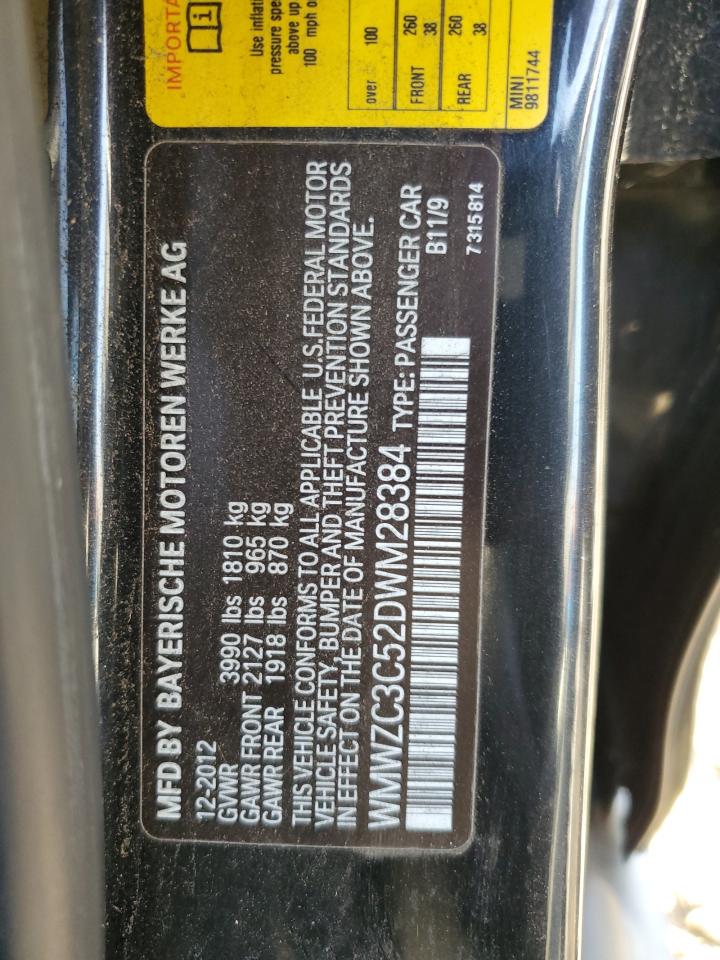 IMPORTA
Use inflati
pressure spe
above up
100 mph o
over 100
FRONT 260 38
REAR 260 38
MINI
9811744
MFD BY BAYERISCHE MOTOREN WERKE AG
12-2012
GVWR 3990 lbs 1810 kg
GAWR FRONT 2127 lbs 965 kg
GAWR REAR 1918 lbs 870 kg
THIS VEHICLE CONFORMS TO ALL APPLICABLE U.S.FEDERAL MOTOR
VEHICLE SAFETY, BUMPER AND THEFT PREVENTION STANDARDS
IN EFFECT ON THE DATE OF MANUFACTURE SHOWN ABOVE.
WMWZC3C52DWM28384 TYPE: PASSENGER CAR
B11/9
7 315 814